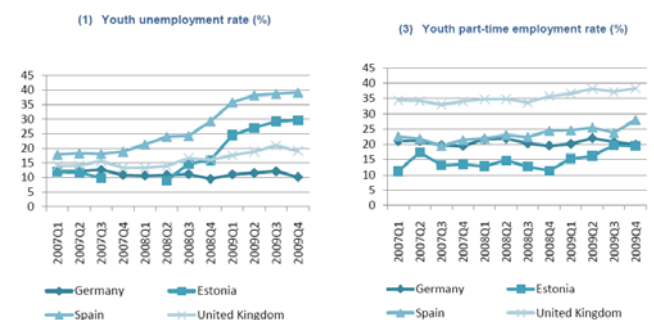 (1) Youth unemployment rate (%)
45
40
35
30
25
20
15
10
5
0
2007Q1
2007Q2
2007Q3
2007Q4
2008Q1
2008Q2
2008Q3
2008Q4
2009Q1
2009Q2
2009Q3
2009Q4
Germany Estonia
Spain United Kingdom
(3) Youth part-time employment rate (%)
45
40
35
30
25
20
15
10
5
0
2007Q1
2007Q2
2007Q3
2007Q4
2008Q1
2008Q2
2008Q3
2008Q4
2009Q1
2009Q2
2009Q3
2009Q4
Germany Estonia
Spain United Kingdom